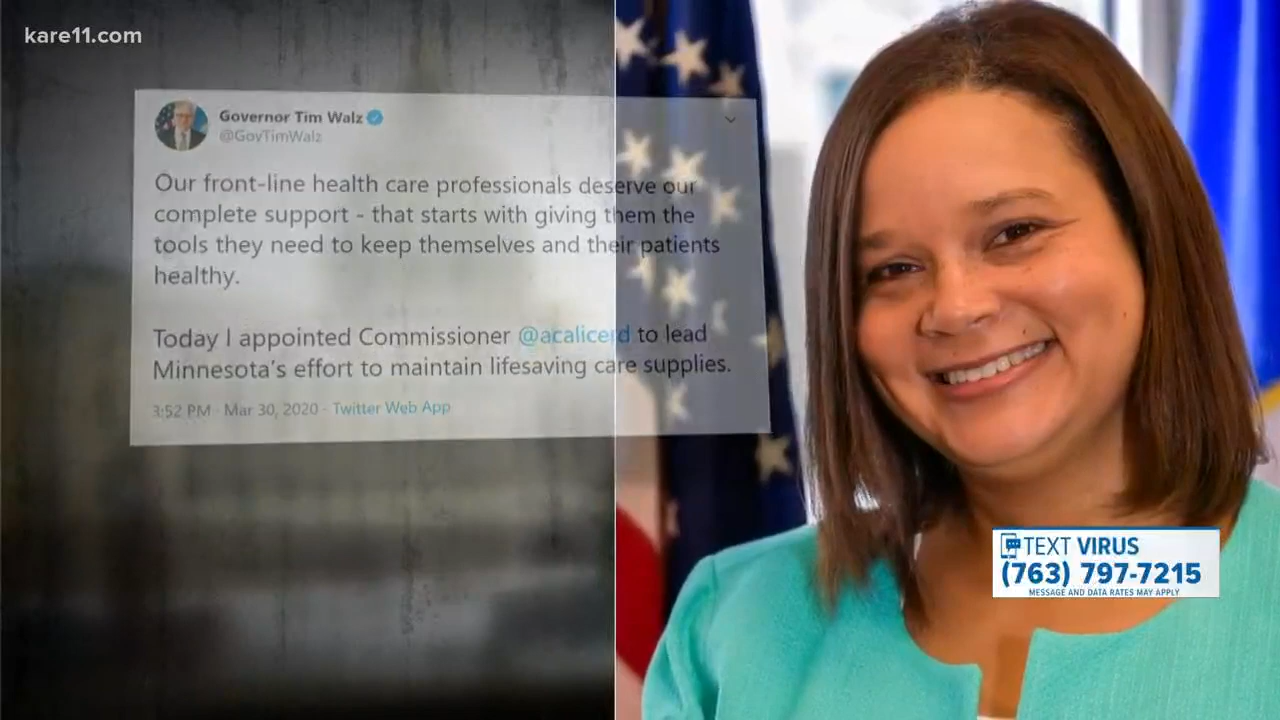 kare11.com
Governor Tim Walz
@GovTimWalz
Our front-line health care professionals deserve our
complete support - that starts with giving them the
tools they need to keep themselves and their patients
healthy.
Today I appointed Commissioner @acalicerd to lead
Minnesota's effort to maintain lifesaving care supplies.
3:52 PM · Mar 30, 2020 · Twitter Web App
TEXT VIRUS
(763) 797-7215
MESSAGE AND DATA RATES MAY APPLY